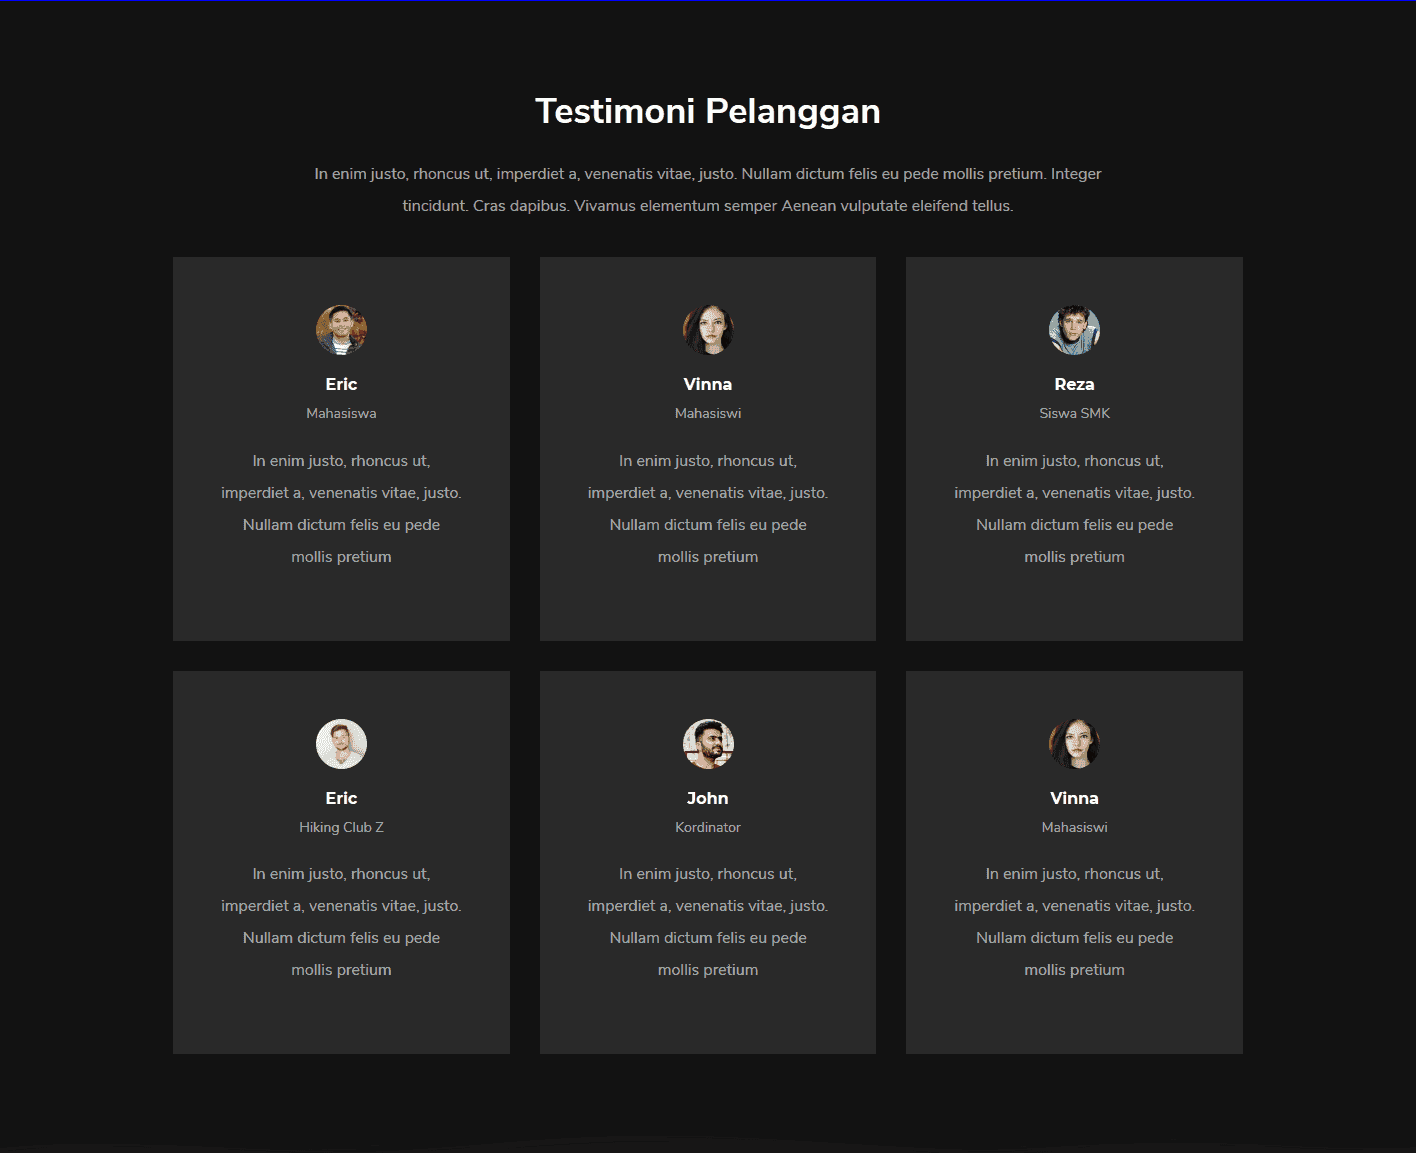 Testimoni Pelanggan
In enim justo, rhoncus ut, imperdiet a, venenatis vitae, justo. Nullam dictum felis eu pede mollis pretium. Integer
tincidunt. Cras dapibus. Vivamus elementum semper Aenean vulputate eleifend tellus.
Eric
Mahasiswa
In enim justo, rhoncus ut,
imperdiet a, venenatis vitae, justo.
Nullam dictum felis eu pede
mollis pretium
Vinna
Mahasiswi
In enim justo, rhoncus ut,
imperdiet a, venenatis vitae, justo.
Nullam dictum felis eu pede
mollis pretium
Reza
Siswa SMK
In enim justo, rhoncus ut,
imperdiet a, venenatis vitae, justo.
Nullam dictum felis eu pede
mollis pretium
Eric
Hiking Club Z
In enim justo, rhoncus ut,
imperdiet a, venenatis vitae, justo.
Nullam dictum felis eu pede
mollis pretium
John
Kordinator
In enim justo, rhoncus ut,
imperdiet a, venenatis vitae, justo.
Nullam dictum felis eu pede
mollis pretium
Vinna
Mahasiswi
In enim justo, rhoncus ut,
imperdiet a, venenatis vitae, justo.
Nullam dictum felis eu pede
mollis pretium